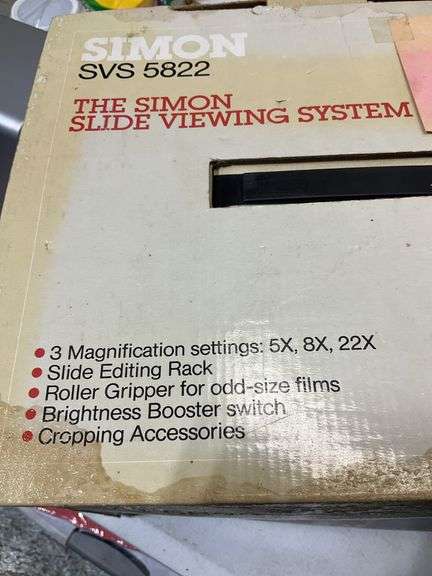 SIMON
SVS 5822
THE SIMON
SLIDE VIEWING SYSTEM
• 3 Magnification settings: 5X, 8X, 22X
• Slide Editing Rack
• Roller Gripper for odd-size films
• Brightness Booster switch
• Cropping Accessories